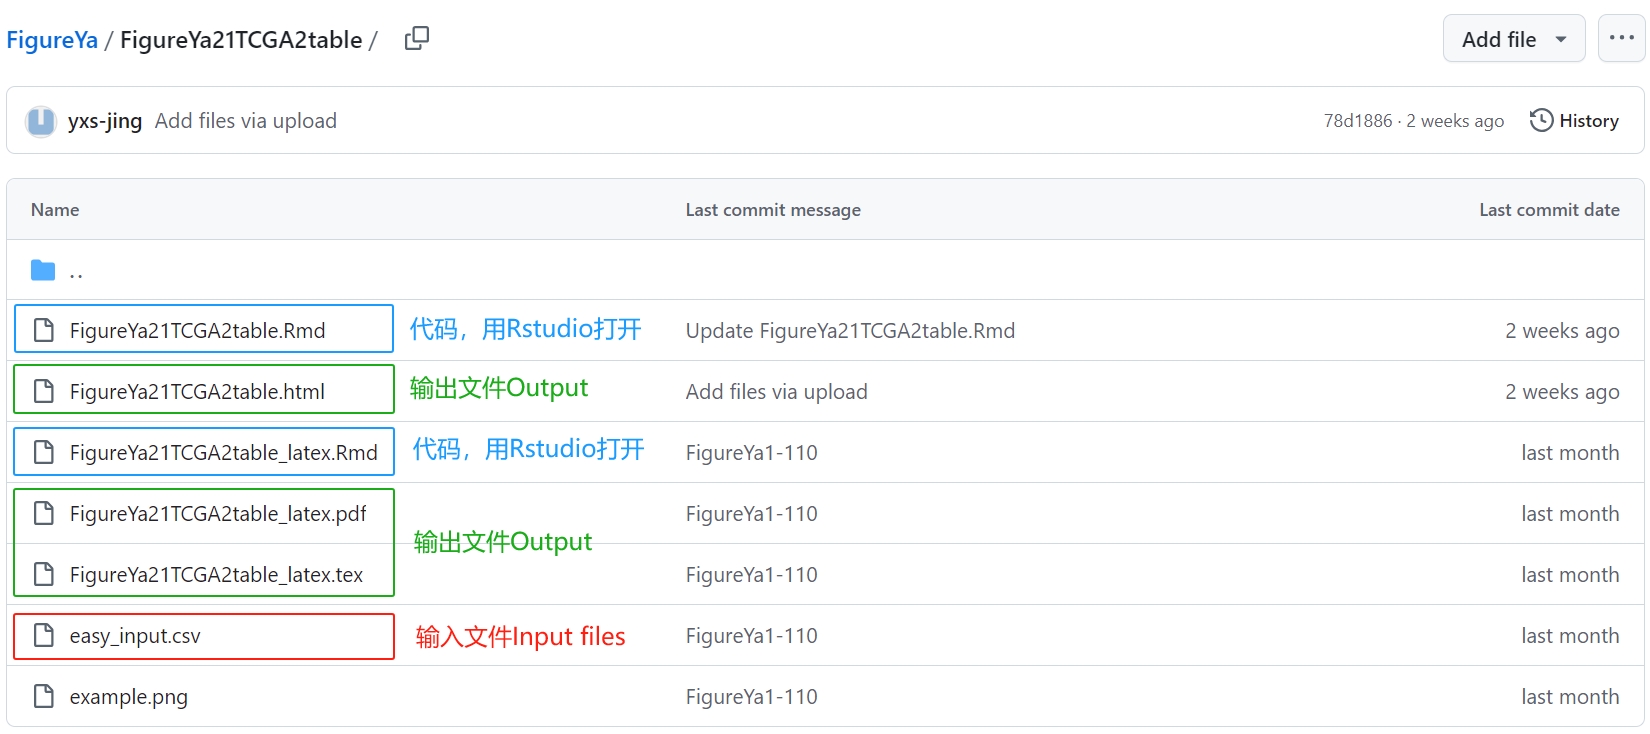 FigureYa / FigureYa21TCGA2table /
Add file
yxs-jing Add files via upload
78d1886 · 2 weeks ago
History
Name Last commit message Last commit date
..
FigureYa21TCGA2table.Rmd 代码，用Rstudio打开 Update FigureYa21TCGA2table.Rmd 2 weeks ago
FigureYa21TCGA2table.html 输出文件Output Add files via upload 2 weeks ago
FigureYa21TCGA2table_latex.Rmd 代码，用Rstudio打开 FigureYa1-110 last month
FigureYa21TCGA2table_latex.pdf FigureYa1-110 last month
输出文件Output
FigureYa21TCGA2table_latex.tex FigureYa1-110 last month
easy_input.csv 输入文件Input files FigureYa1-110 last month
example.png FigureYa1-110 last month